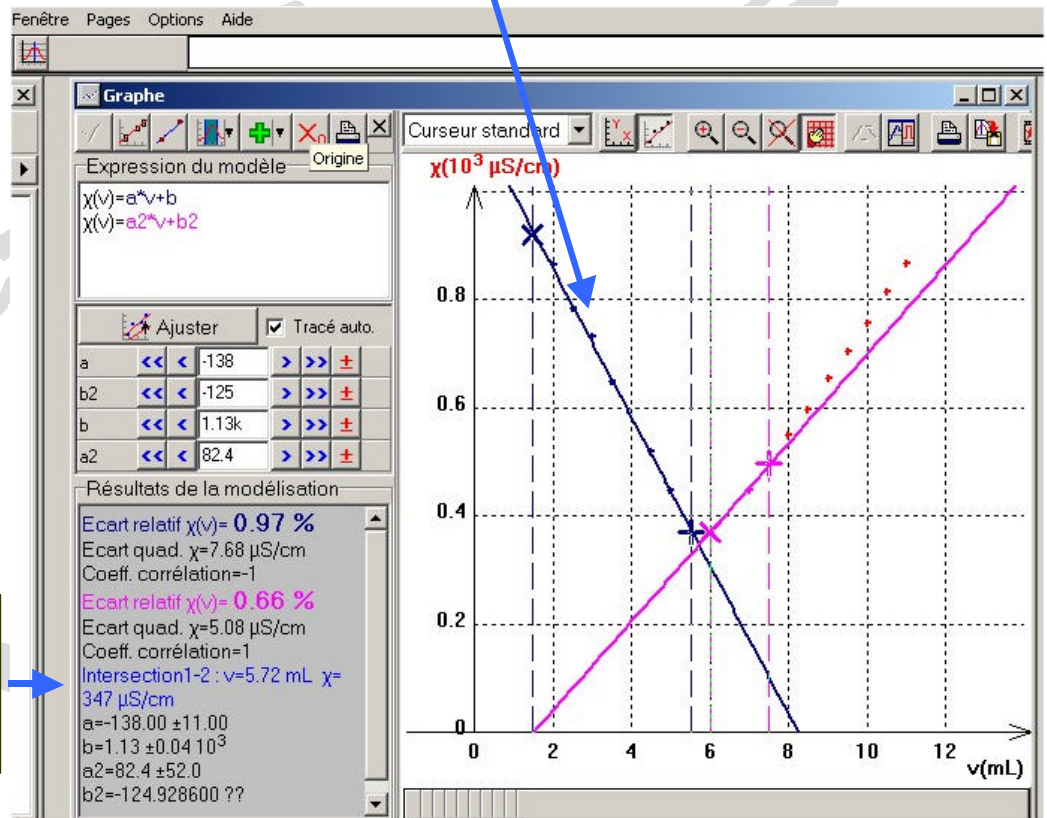 Fenêtre Pages Options Aide
Graphe
Origine
Curseur standard
Expression du modèle
χ(v)=a*v+b
χ(v)=a2*v+b2
Ajuster
Tracé auto.
a << < -138 > >> ±
b2 << < -125 > >> ±
b << < 1.13k > >> ±
a2 << < 82.4 > >> ±
Résultats de la modélisation
Ecart relatif χ(v)= 0.97 %
Ecart quad. χ=7.68 µS/cm
Coeff. corrélation=-1
Ecart relatif χ(v)= 0.66 %
Ecart quad. χ=5.08 µS/cm
Coeff. corrélation=1
Intersection1-2 : v=5.72 mL χ=
347 µS/cm
a=-138.00 ±11.00
b=1.13 ±0.04 10³
a2=82.4 ±52.0
b2=-124.928600 ??
χ(10³ µS/cm)
0.8
0.6
0.4
0.2
0
0 2 4 6 8 10 12
v(mL)